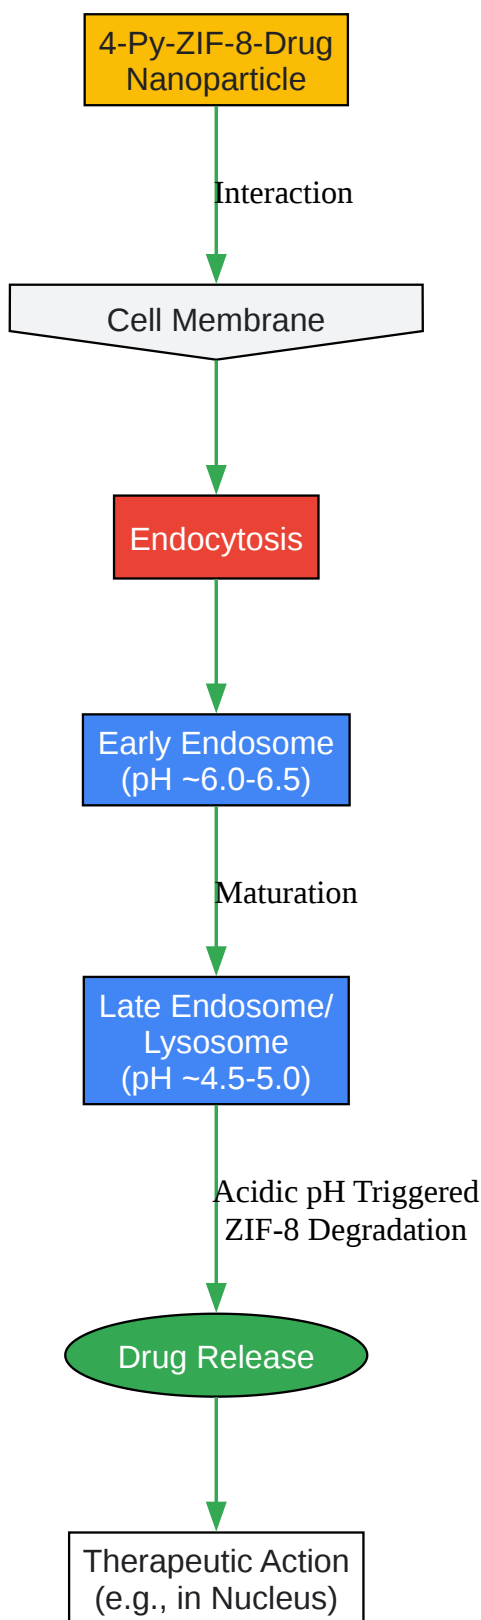 4-Py-ZIF-8-Drug
Nanoparticle
Interaction
Cell Membrane
Endocytosis
Early Endosome
(pH ~6.0-6.5)
Maturation
Late Endosome/
Lysosome
(pH ~4.5-5.0)
Acidic pH Triggered
ZIF-8 Degradation
Drug Release
Therapeutic Action
(e.g., in Nucleus)